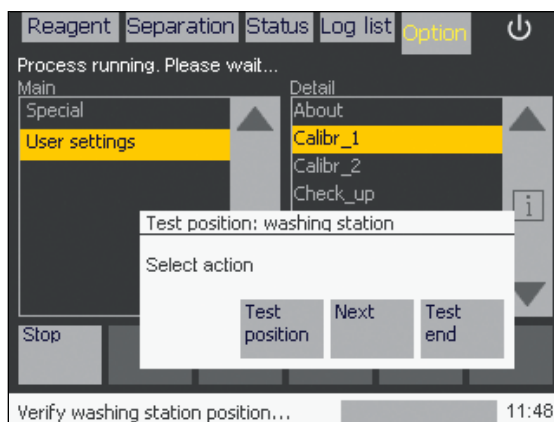 Reagent Separation Status Log list Option
Process running. Please wait...
Main
Special
User settings
Detail
About
Calibr_1
Calibr_2
Check_up
i
Test position: washing station
Select action
Test position
Next
Test end
Stop
Verify washing station position...
11:48